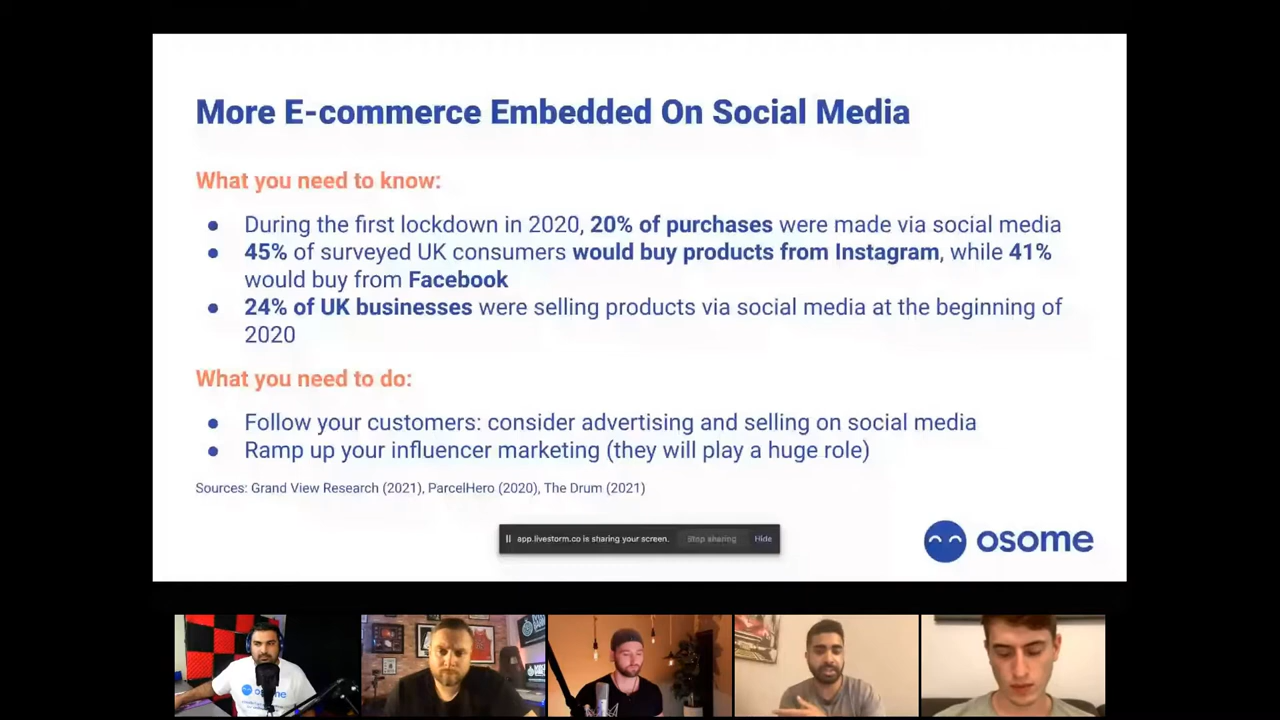 More E-commerce Embedded On Social Media
What you need to know:
● During the first lockdown in 2020, 20% of purchases were made via social media
● 45% of surveyed UK consumers would buy products from Instagram, while 41%
would buy from Facebook
● 24% of UK businesses were selling products via social media at the beginning of
2020
What you need to do:
● Follow your customers: consider advertising and selling on social media
● Ramp up your influencer marketing (they will play a huge role)
Sources: Grand View Research (2021), ParcelHero (2020), The Drum (2021)
app.livestorm.co is sharing your screen. Stop sharing Hide
osome
osome